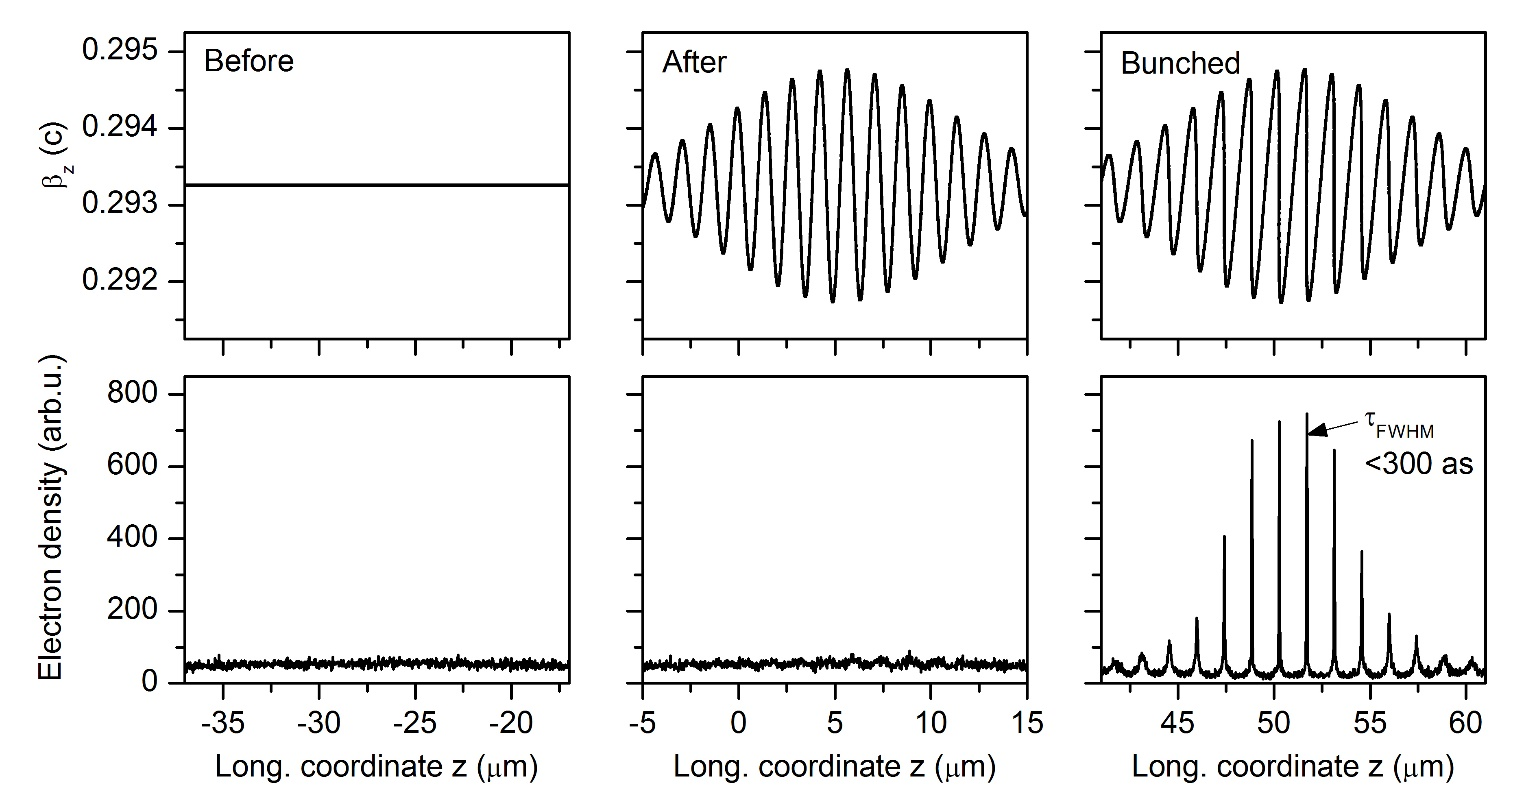 Before
After
Bunched
βz (c)
0.295
0.294
0.293
0.292
Electron density (arb.u.)
800
600
400
200
0
τFWHM
<300 as
-35 -30 -25 -20
-5 0 5 10 15
45 50 55 60
Long. coordinate z (μm)
Long. coordinate z (μm)
Long. coordinate z (μm)